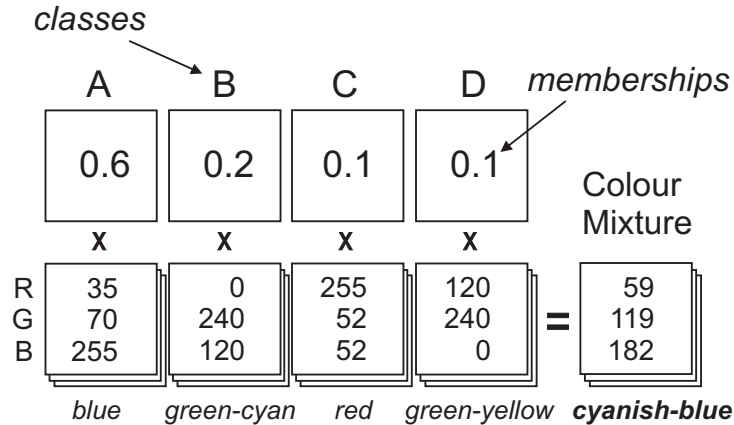 classes
A B C D
memberships
0.6 0.2 0.1 0.1
Colour
Mixture
x x x x
R 35 0 255 120 59
G 70 240 52 240 = 119
B 255 120 52 0 182
blue green-cyan red green-yellow cyanish-blue